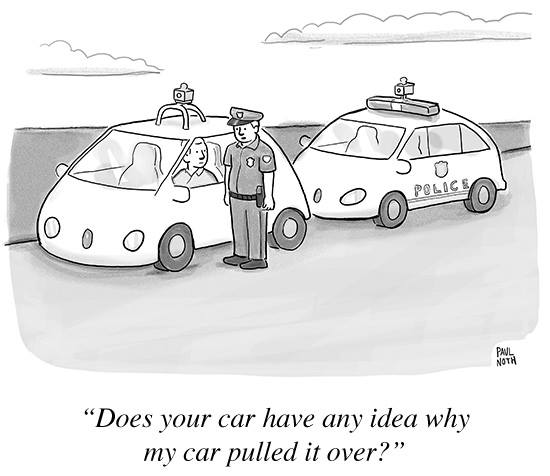 POLICE
PAUL
NOTH
“Does your car have any idea why
my car pulled it over?”